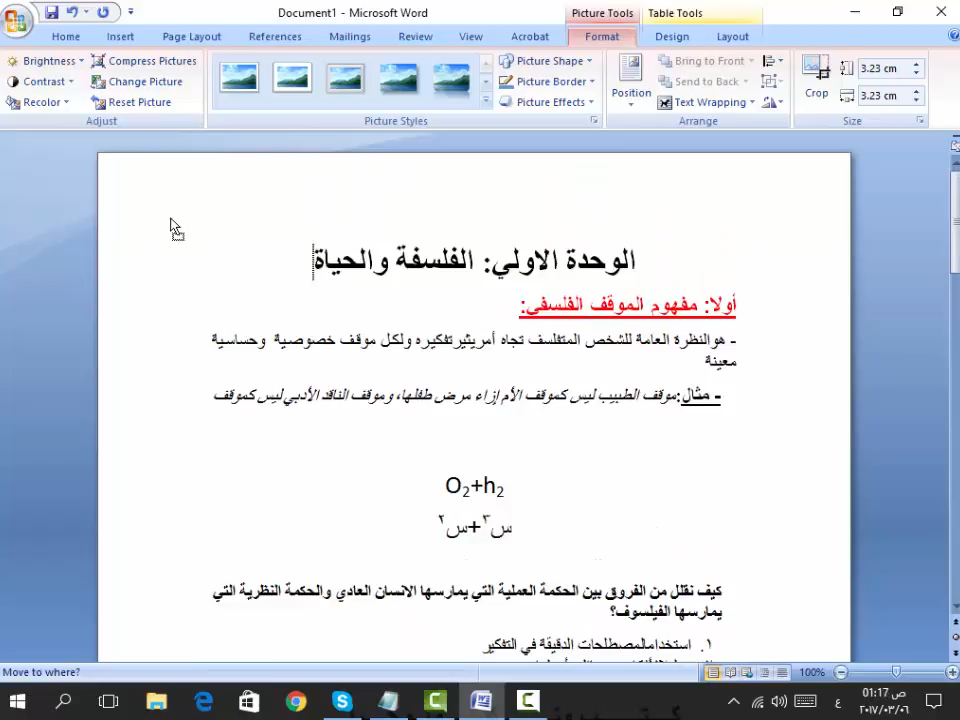 Document1 - Microsoft Word
Picture Tools
Table Tools
Home
Insert
Page Layout
References
Mailings
Review
View
Acrobat
Format
Design
Layout
Brightness
Compress Pictures
Contrast
Change Picture
Recolor
Reset Picture
Adjust
Picture Shape
Picture Border
Picture Effects
Picture Styles
Position
Bring to Front
Send to Back
Text Wrapping
Arrange
Crop
3.23 cm
3.23 cm
Size
الوحدة الاولي: الفلسفة والحياة
أولا: مفهوم الموقف الفلسفي:
- هوالنظرة العامة للشخص المتفلسف تجاه أمريثيرتفكيره ولكل موقف خصوصية وحساسية
معينة
- مثال:موقف الطبيب ليس كموقف الأم إزاء مرض طفلها، وموقف الناقد الأدبي ليس كموقف
O₂+h₂
س³+س²
كيف نقلل من الفروق بين الحكمة العملية التي يمارسها الانسان العادي والحكمة النظرية التي
يمارسها الفيلسوف؟
١. استخدامالمصطلحات الدقيقة في التفكير
Move to where?
100%
ص 01:17
٢٠١٧/٠٣/٠٦
ع